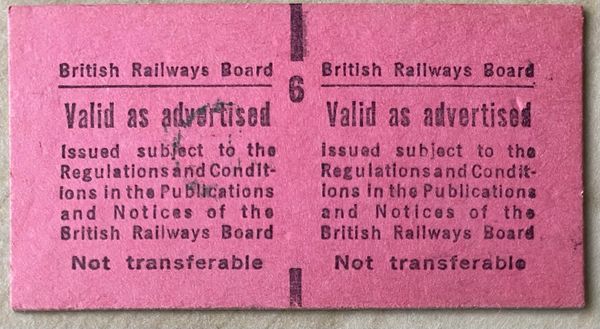 British Railways Board
Valid as advertised
Issued subject to the
Regulations and Condit-
ions in the Publications
and Notices of the
British Railways Board
Not transferable
6
British Railways Board
Valid as advertised
Issued subject to the
Regulations and Condit-
ions in the Publications
and Notices of the
British Railways Board
Not transferable